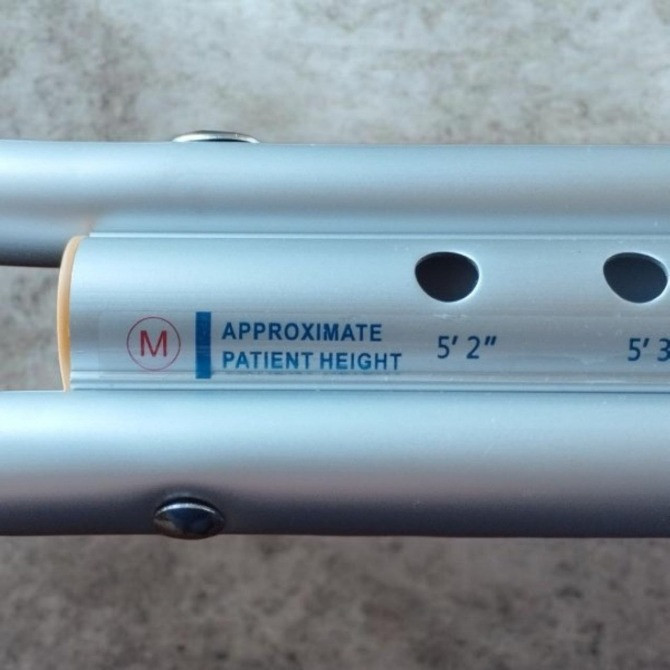 M
APPROXIMATE
PATIENT HEIGHT
5' 2"
5' 3